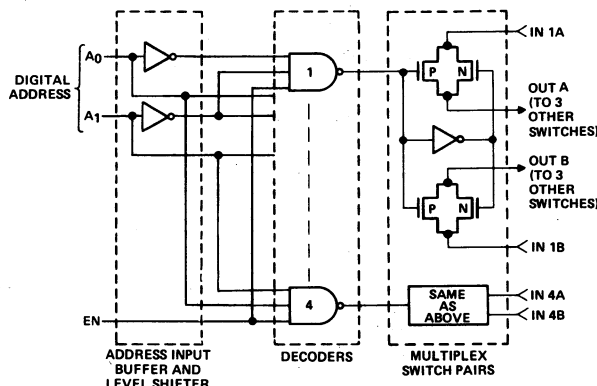 A0
DIGITAL
ADDRESS
A1
EN
1
4
P N
P N
IN 1A
OUT A
(TO 3
OTHER
SWITCHES)
OUT B
(TO 3
OTHER
SWITCHES)
IN 1B
SAME
AS
ABOVE
IN 4A
IN 4B
ADDRESS INPUT
BUFFER AND
LEVEL SHIFTER
DECODERS
MULTIPLEX
SWITCH PAIRS